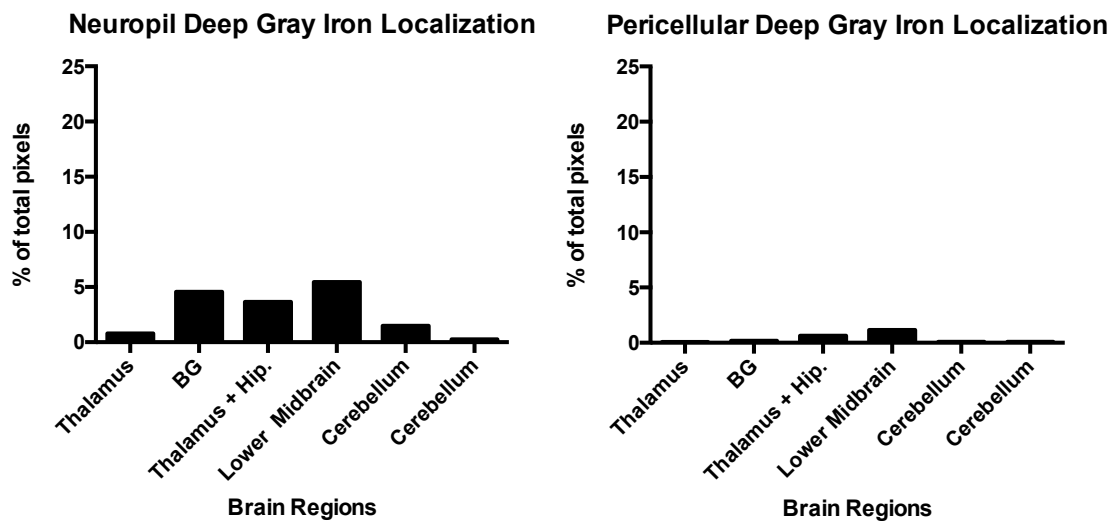 Neuropil Deep Gray Iron Localization
25
20
15
10
5
0
% of total pixels
Thalamus
BG
Thalamus + Hip.
Lower Midbrain
Cerebellum
Cerebellum
Brain Regions
Pericellular Deep Gray Iron Localization
25
20
15
10
5
0
% of total pixels
Thalamus
BG
Thalamus + Hip.
Lower Midbrain
Cerebellum
Cerebellum
Brain Regions